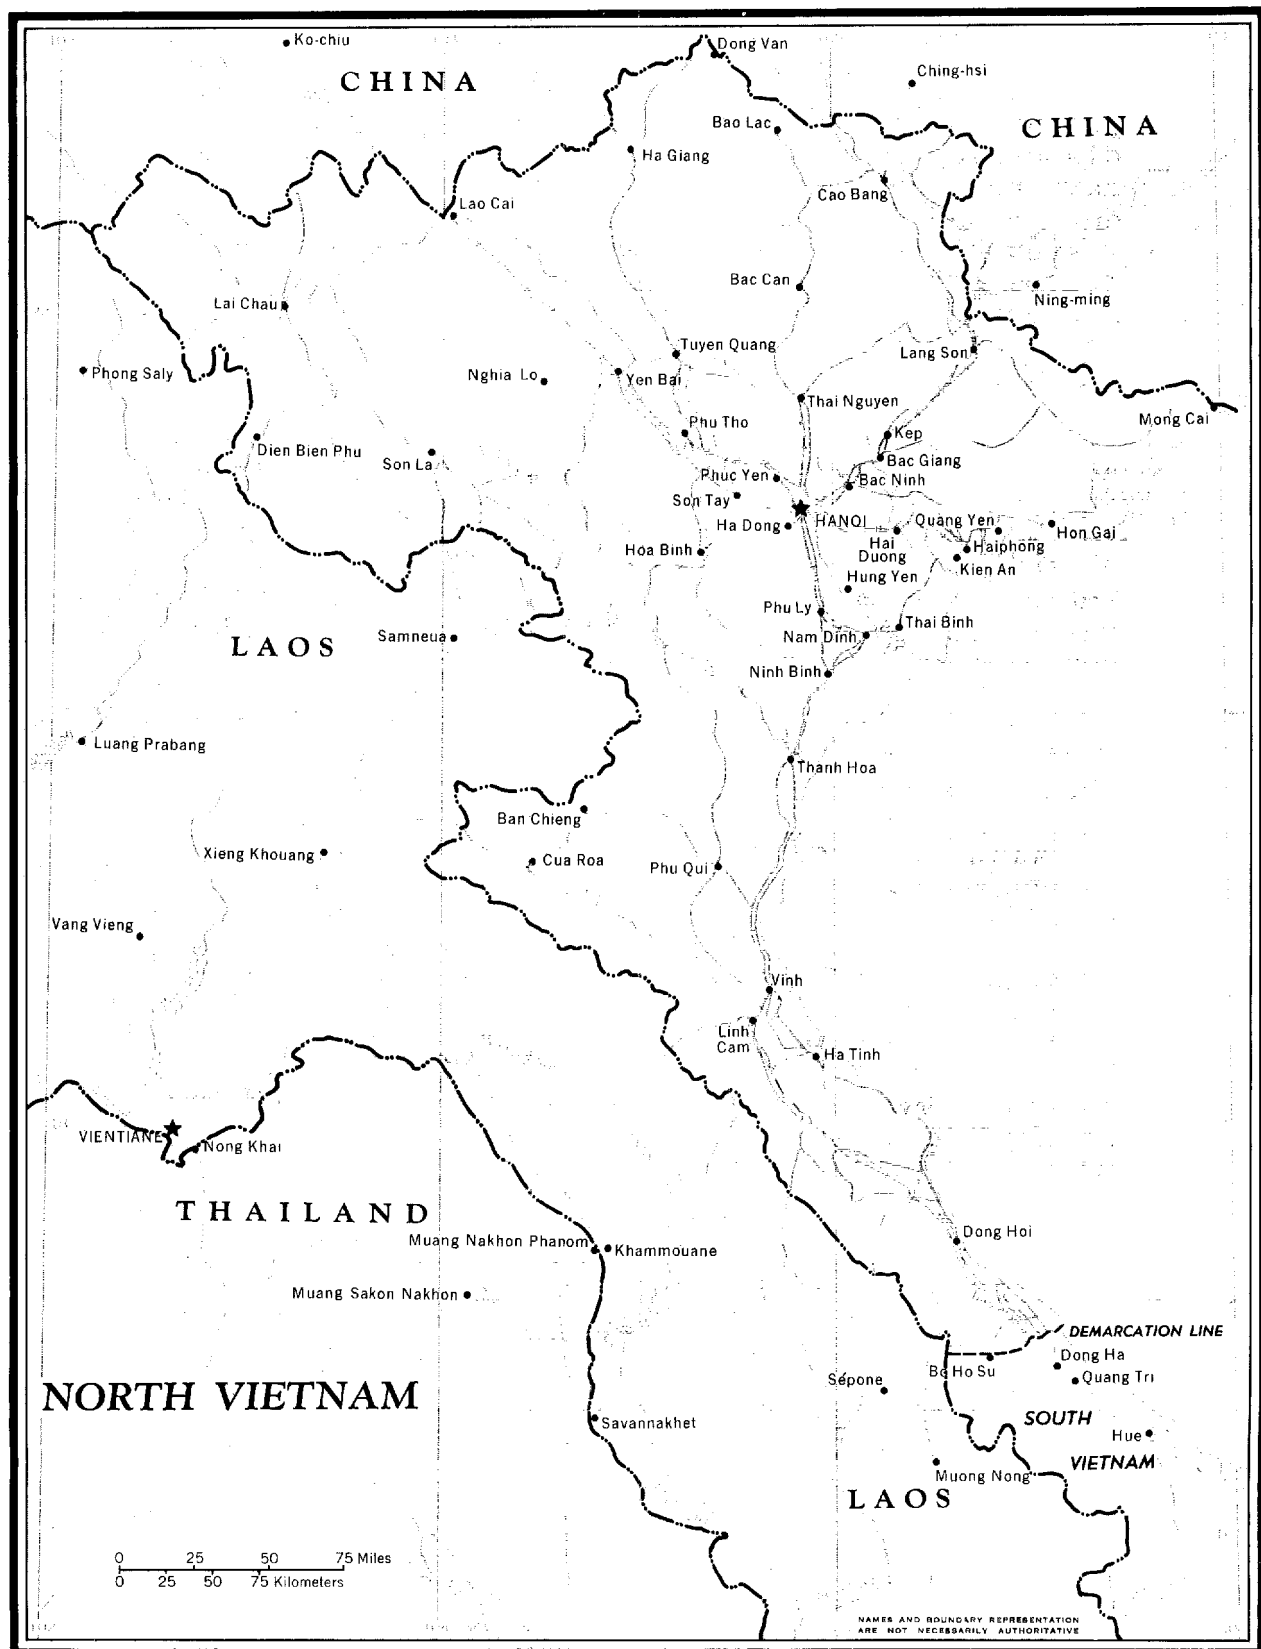 Ko-chiu
Dong Van
CHINA
Ching-hsi
Bao Lac
CHINA
Ha Giang
Cao Bang
Lao Cai
Bac Can
Lai Chau
Ning-ming
Tuyen Quang
Lang Son
Phong Saly
Nghia Lo
Yen Bai
Thai Nguyen
Mong Cai
Phu Tho
Kep
Dien Bien Phu
Son La
Bac Giang
Phuc Yen
Bac Ninh
Son Tay
Ha Dong
HANOI
Quang Yen
Hon Gai
Hai
Duong
Haiphong
Hoa Binh
Kien An
Hung Yen
Phu Ly
Thai Binh
LAOS
Samneua
Nam Dinh
Ninh Binh
Luang Prabang
Thanh Hoa
Ban Chieng
Xieng Khouang
Cua Roa
Phu Qui
Vang Vieng
Vinh
Linh
Cam
Ha Tinh
VIENTIANE
Nong Khai
THAILAND
Dong Hoi
Muang Nakhon Phanom
Khammouane
Muang Sakon Nakhon
DEMARCATION LINE
Dong Ha
Bo Ho Su
Quang Tri
Sépone
NORTH VIETNAM
SOUTH
VIETNAM
Savannakhet
Hue
Muong Nong
LAOS
0 25 50 75 Miles
0 25 50 75 Kilometers
NAMES AND BOUNDARY REPRESENTATION
ARE NOT NECESSARILY AUTHORITATIVE